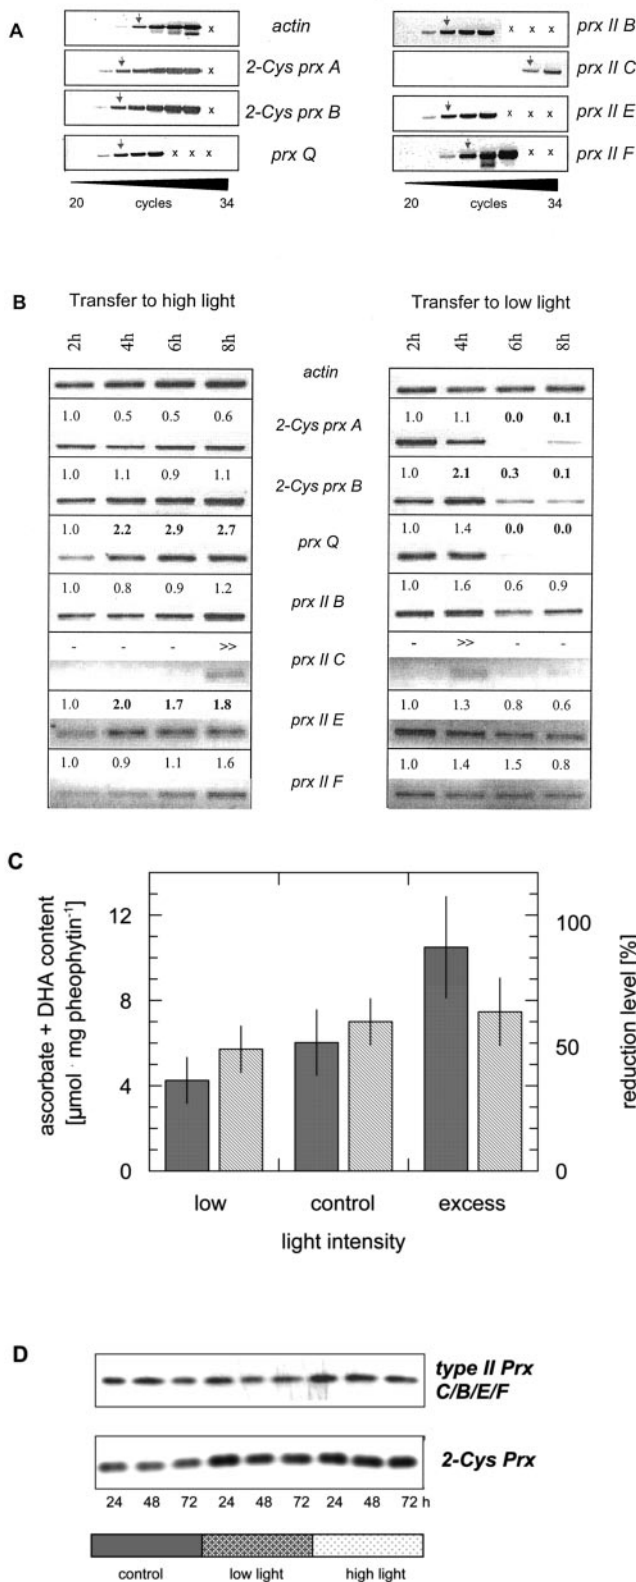 A
actin
x
2-Cys prx A
x
2-Cys prx B
x
prx Q
x x x
20 cycles 34
prx II B
x x x
prx II C
prx II E
x x x x
prx II F
x x
20 cycles 34
B
Transfer to high light
Transfer to low light
2h 4h 6h 8h
2h 4h 6h 8h
actin
1.0 0.5 0.5 0.6
2-Cys prx A
1.0 1.1 0.0 0.1
1.0 1.1 0.9 1.1
2-Cys prx B
1.0 2.1 0.3 0.1
1.0 2.2 2.9 2.7
prx Q
1.0 1.4 0.0 0.0
1.0 0.8 0.9 1.2
prx II B
1.0 1.6 0.6 0.9
- - - >>
prx II C
- >> - -
1.0 2.0 1.7 1.8
prx II E
1.0 1.3 0.8 0.6
1.0 0.9 1.1 1.6
prx II F
1.0 1.4 1.5 0.8
C
ascorbate + DHA content
[µmol · mg pheophytin⁻¹]
12
8
4
0
100
50
0
reduction level [%]
low control excess
light intensity
D
type II Prx
C/B/E/F
2-Cys Prx
24 48 72 24 48 72 24 48 72 h
control low light high light